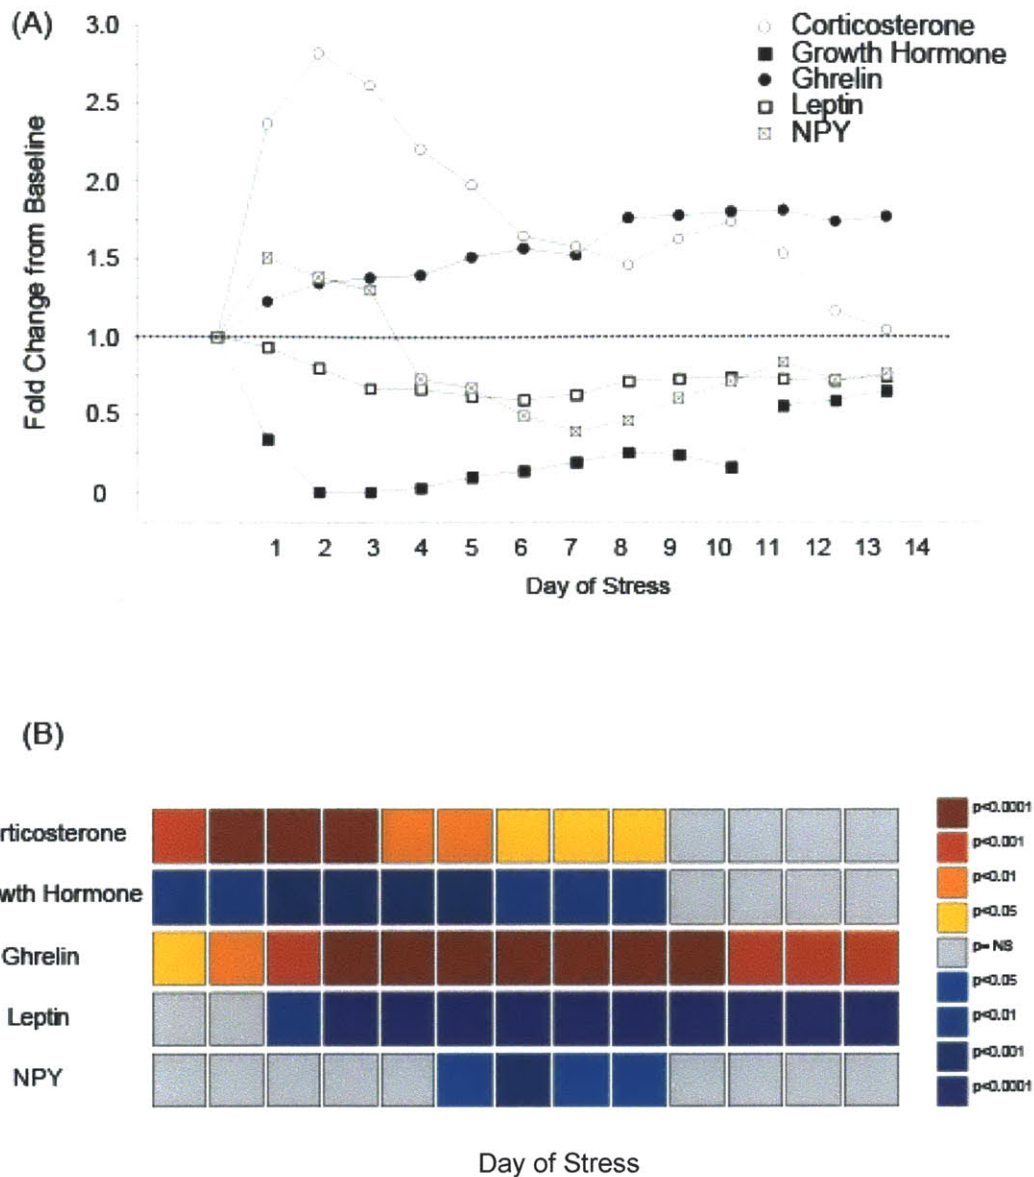 (A)
3.0
2.5
2.0
1.5
1.0
0.5
0
Fold Change from Baseline
Corticosterone
Growth Hormone
Ghrelin
Leptin
NPY
1 2 3 4 5 6 7 8 9 10 11 12 13 14
Day of Stress
(B)
rticosterone
wth Hormone
Ghrelin
Leptin
NPY
p<0.0001
p<0.001
p<0.01
p<0.05
p= NS
p<0.05
p<0.01
p<0.001
p<0.0001
Day of Stress